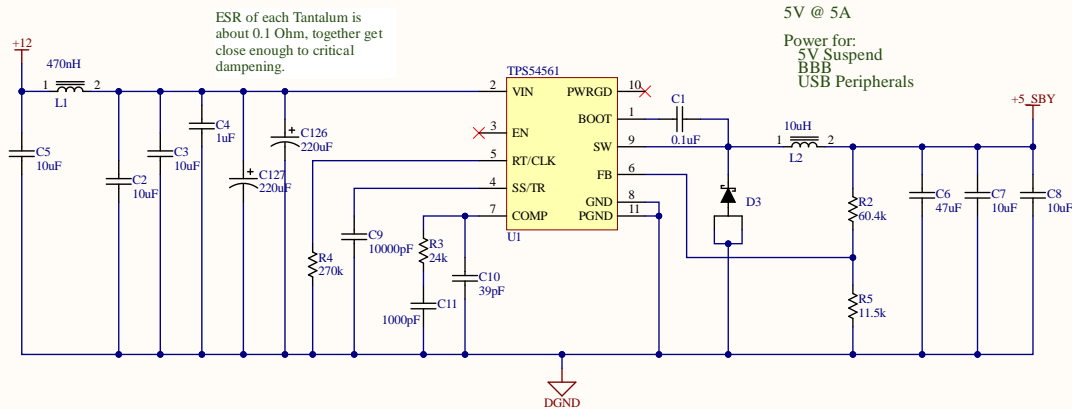 ESR of each Tantalum is
about 0.1 Ohm, together get
close enough to critical
dampening.
5V @ 5A
Power for:
5V Suspend
BBB
USB Peripherals
+12
470nH
1 2
L1
C5
10uF
C2
10uF
C3
10uF
C4
1uF
C127
220uF
C126
220uF
R4
270k
C9
10000pF
R3
24k
C11
1000pF
C10
39pF
TPS54561
2 VIN
3 EN
5 RT/CLK
4 SS/TR
7 COMP
PWRGD 10
BOOT 1
SW 9
FB 6
GND 8
PGND 11
U1
C1
0.1uF
10uH
1 2
L2
D3
R2
60.4k
R5
11.5k
C6
47uF
C7
10uF
C8
10uF
+5_SBY
DGND